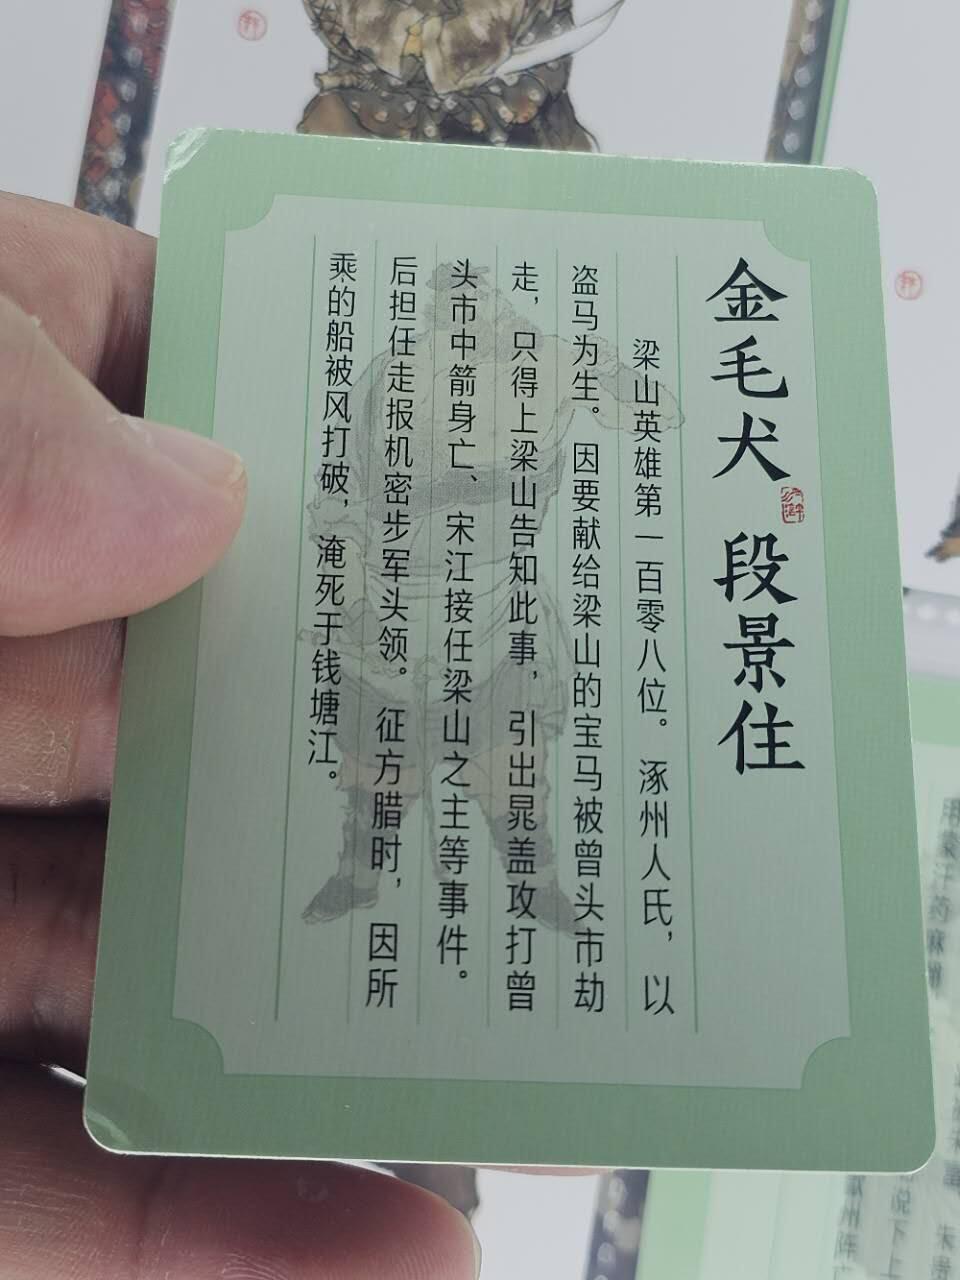 金毛犬 段景住
梁山英雄第一百零八位。涿州人氏，以
盗马为生。因要献给梁山的宝马被曾头市劫
走，只得上梁山告知此事，引出晁盖攻打曾
头市中箭身亡、宋江接任梁山之主等事件。
后担任走报机密步军头领。征方腊时，因所
乘的船被风打破，淹死于钱塘江。